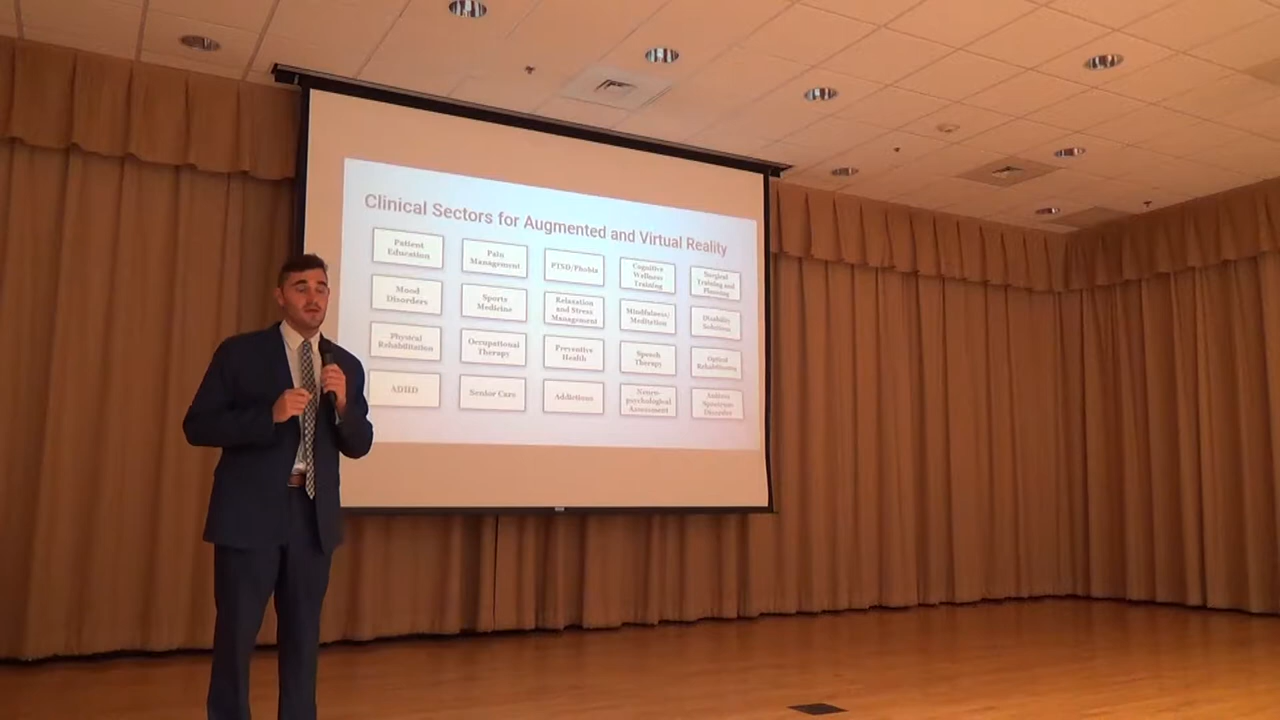 Clinical Sectors for Augmented and Virtual Reality
Patient
Education
Pain
Management
PTSD/Phobia
Cognitive
Wellness
Training
Surgical
Training and
Planning
Mood
Disorders
Sports
Medicine
Relaxation
and Stress
Management
Mindfulness/
Meditation
Disability
Solutions
Physical
Rehabilitation
Occupational
Therapy
Preventive
Health
Speech
Therapy
Optical
Rehabilitation
ADHD
Senior Care
Addictions
Neuro-
psychological
Assessment
Autism
Spectrum
Disorder